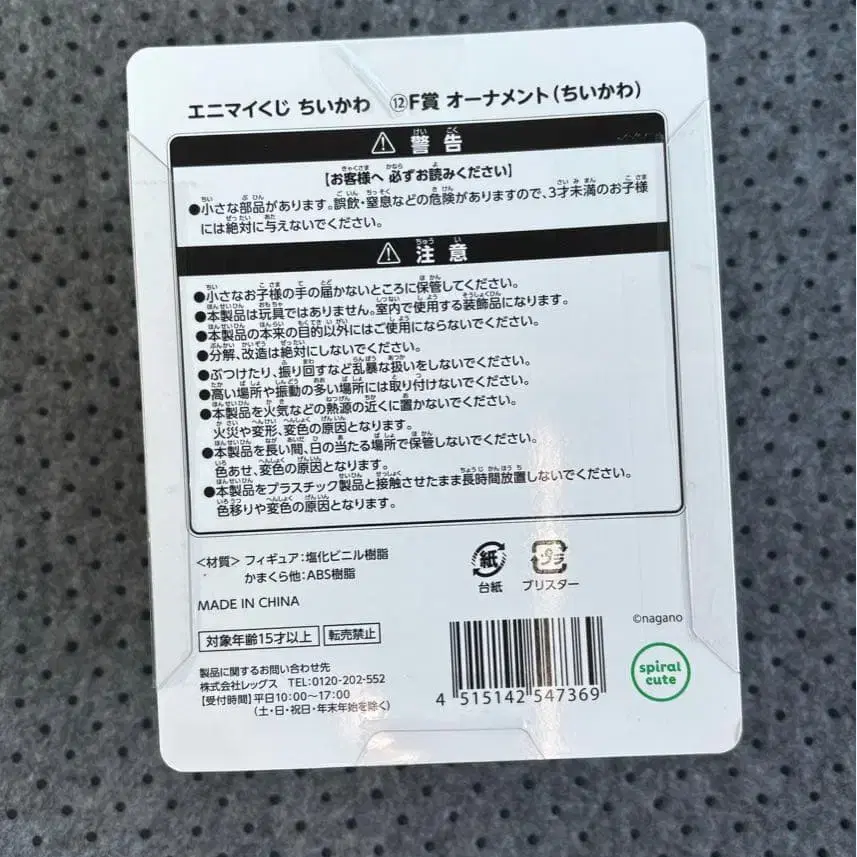 エニマイくじ ちいかわ ⑫F賞 オーナメント(ちいかわ)
⚠ 警告
【お客様へ 必ずお読みください】
●小さな部品があります。誤飲・窒息などの危険がありますので、3才未満のお子様
には絶対に与えないでください。
⚠ 注意
●小さなお子様の手の届かないところに保管してください。
●本製品は玩具ではありません。室内で使用する装飾品になります。
●本製品の本来の目的以外にはご使用にならないでください。
●分解、改造は絶対にしないでください。
●ぶつけたり、振り回すなど乱暴な扱いをしないでください。
●高い場所や振動の多い場所には取り付けないでください。
●本製品を火気などの熱源の近くに置かないでください。
火災や変形、変色の原因となります。
●本製品を長い間、日の当たる場所で保管しないでください。
色あせ、変色の原因となります。
●本製品をプラスチック製品と接触させたまま長時間放置しないでください。
色移りや変色の原因となります。
<材質> フィギュア:塩化ビニル樹脂
かまくら他:ABS樹脂
MADE IN CHINA
紙
台紙
プラ
ブリスター
対象年齢15才以上
転売禁止
製品に関するお問い合わせ先
株式会社レッグス TEL:0120-202-552
【受付時間】平日10:00〜17:00
(土・日・祝日・年末年始を除く)
4 515142 547369
©nagano
spiral
cute